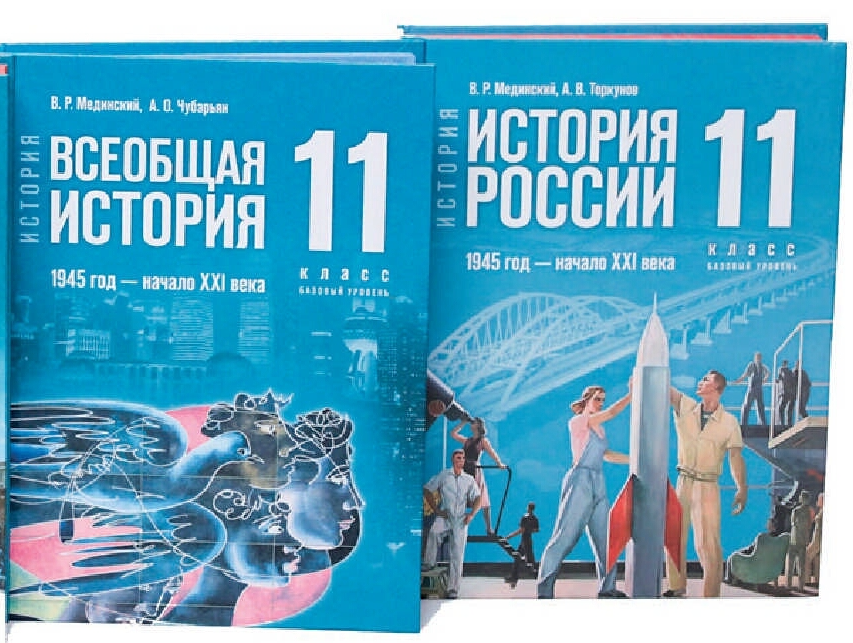 В. Р. Мединский, А. О. Чубарьян
ИСТОРИЯ
ВСЕОБЩАЯ
ИСТОРИЯ
11
класс
базовый уровень
1945 год — начало XXI века
В. Р. Мединский, А. В. Торкунов
ИСТОРИЯ
ИСТОРИЯ
РОССИИ
11
класс
базовый уровень
1945 год — начало XXI века